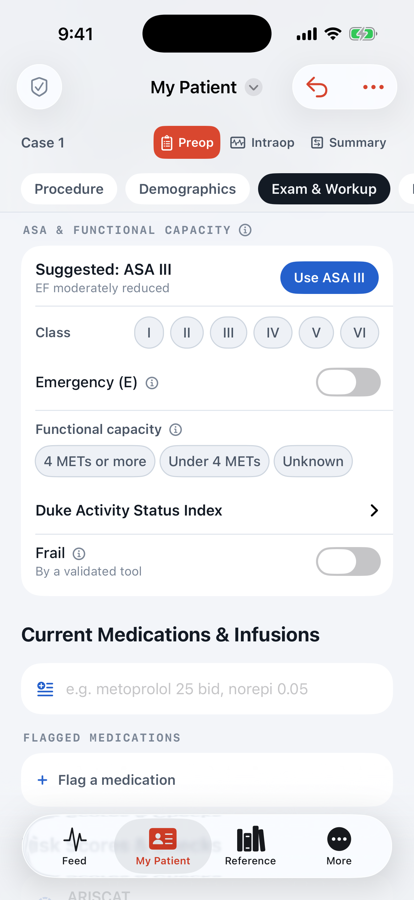 9:41
My Patient
Case 1
Preop
Intraop
Summary
Procedure
Demographics
Exam & Workup
ASA & FUNCTIONAL CAPACITY
Suggested: ASA III
EF moderately reduced
Use ASA III
Class
I
II
III
IV
V
VI
Emergency (E)
Functional capacity
4 METs or more
Under 4 METs
Unknown
Duke Activity Status Index
Frail
By a validated tool
Current Medications & Infusions
e.g. metoprolol 25 bid, norepi 0.05
FLAGGED MEDICATIONS
+ Flag a medication
Feed
My Patient
Reference
More
ARISCAT